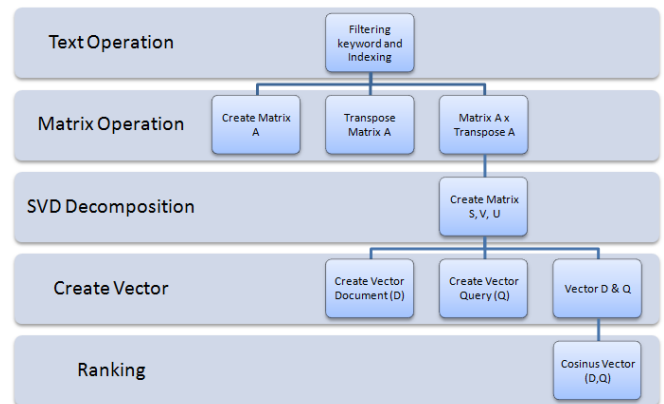 Text Operation
Filtering
keyword and
Indexing
Matrix Operation
Create Matrix
A
Transpose
Matrix A
Matrix A x
Transpose A
SVD Decomposition
Create Matrix
S, V, U
Create Vector
Create Vector
Document (D)
Create Vector
Query (Q)
Vector D & Q
Ranking
Cosinus Vector
(D,Q)